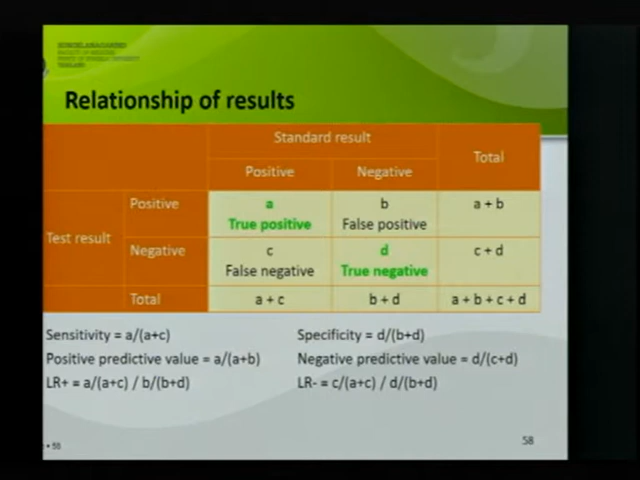 Relationship of results
Standard result
Total
Positive
Negative
Test result
Positive
a
True positive
b
False positive
a + b
Negative
c
False negative
d
True negative
c + d
Total
a + c
b + d
a + b + c + d
Sensitivity = a/(a+c)
Specificity = d/(b+d)
Positive predictive value = a/(a+b)
Negative predictive value = d/(c+d)
LR+ = a/(a+c) / b/(b+d)
LR- = c/(a+c) / d/(b+d)
• 55
58